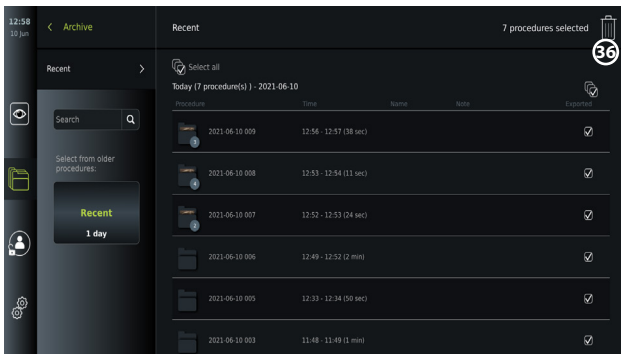 12:58
10 Jun
Archive
Recent
7 procedures selected
36
Recent
Select all
Today (7 procedure(s) ) - 2021-06-10
Procedure Time Name Note Exported
Search
3
2021-06-10 009 12:56 - 12:57 (38 sec)
Select from older
procedures:
4
2021-06-10 008 12:53 - 12:54 (11 sec)
Recent
1 day
2
2021-06-10 007 12:52 - 12:53 (24 sec)
2021-06-10 006 12:49 - 12:52 (2 min)
2021-06-10 005 12:33 - 12:34 (50 sec)
2021-06-10 003 11:48 - 11:49 (1 min)